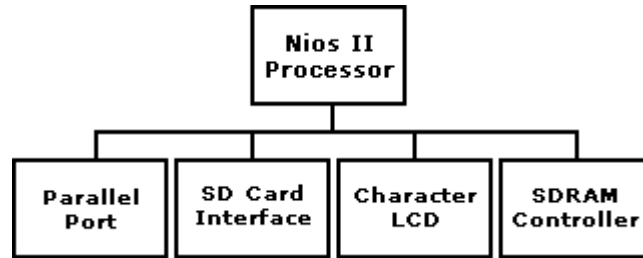 Nios II
Processor
Parallel
Port
SD Card
Interface
Character
LCD
SDRAM
Controller